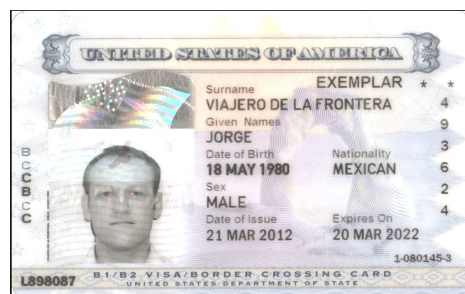 UNITED STATES OF AMERICA
EXEMPLAR * *
Surname
VIAJERO DE LA FRONTERA
Given Names
JORGE
Date of Birth Nationality
18 MAY 1980 MEXICAN
Sex
MALE
Date of Issue Expires On
21 MAR 2012 20 MAR 2022
4
9
3
6
2
4
B
C
C
B
C
C
1-080145-3
L898087
B1/B2 VISA/BORDER CROSSING CARD
UNITED STATES DEPARTMENT OF STATE